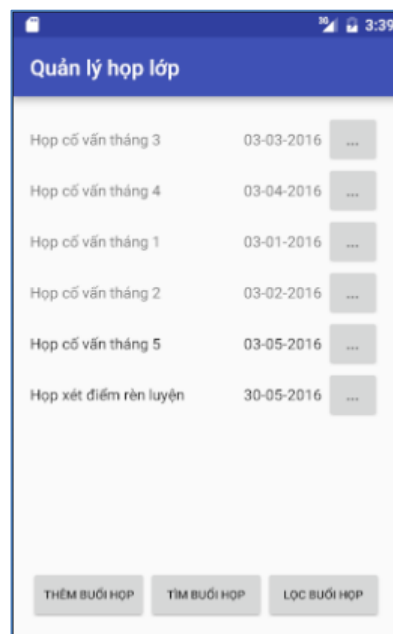 3G 3:39
Quản lý họp lớp
Họp cố vấn tháng 3 03-03-2016 ...
Họp cố vấn tháng 4 03-04-2016 ...
Họp cố vấn tháng 1 03-01-2016 ...
Họp cố vấn tháng 2 03-02-2016 ...
Họp cố vấn tháng 5 03-05-2016 ...
Họp xét điểm rèn luyện 30-05-2016 ...
THÊM BUỔI HỌP TÌM BUỔI HỌP LỌC BUỔI HỌP